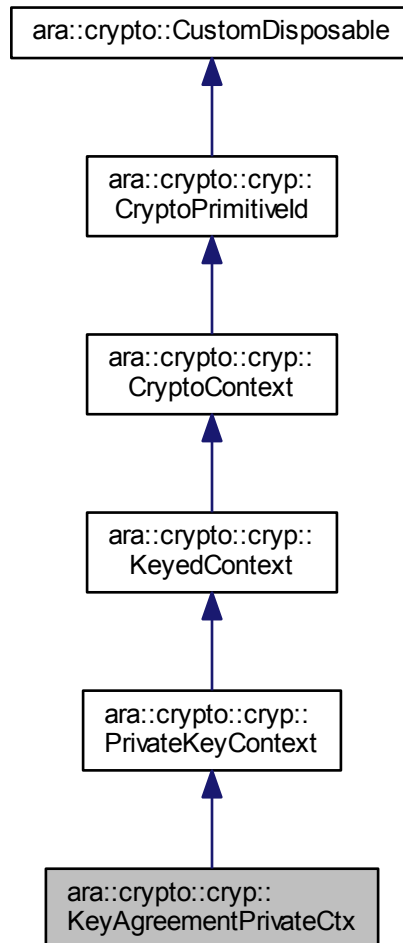 ara::crypto::CustomDisposable
ara::crypto::cryp::
CryptoPrimitiveId
ara::crypto::cryp::
CryptoContext
ara::crypto::cryp::
KeyedContext
ara::crypto::cryp::
PrivateKeyContext
ara::crypto::cryp::
KeyAgreementPrivateCtx